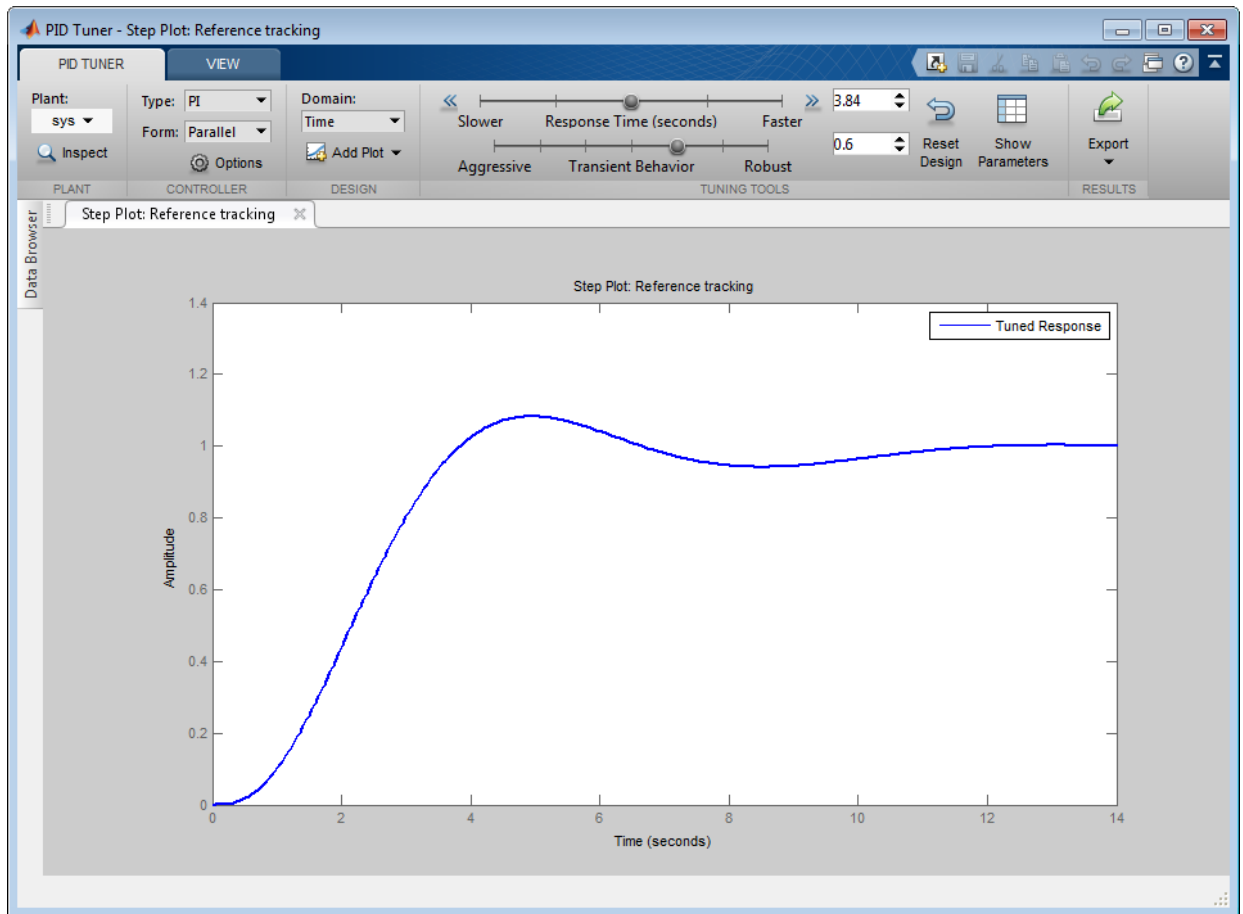 PID Tuner - Step Plot: Reference tracking
PID TUNER VIEW
Plant:
sys
Inspect
PLANT
Type: PI
Form: Parallel
Options
CONTROLLER
Domain:
Time
Add Plot
DESIGN
Slower Response Time (seconds) Faster
3.84
Aggressive Transient Behavior Robust
0.6
Reset
Design
Show
Parameters
TUNING TOOLS
Export
RESULTS
Data Browser
Step Plot: Reference tracking
Step Plot: Reference tracking
Tuned Response
Amplitude
1.4
1.2
1
0.8
0.6
0.4
0.2
0
0 2 4 6 8 10 12 14
Time (seconds)